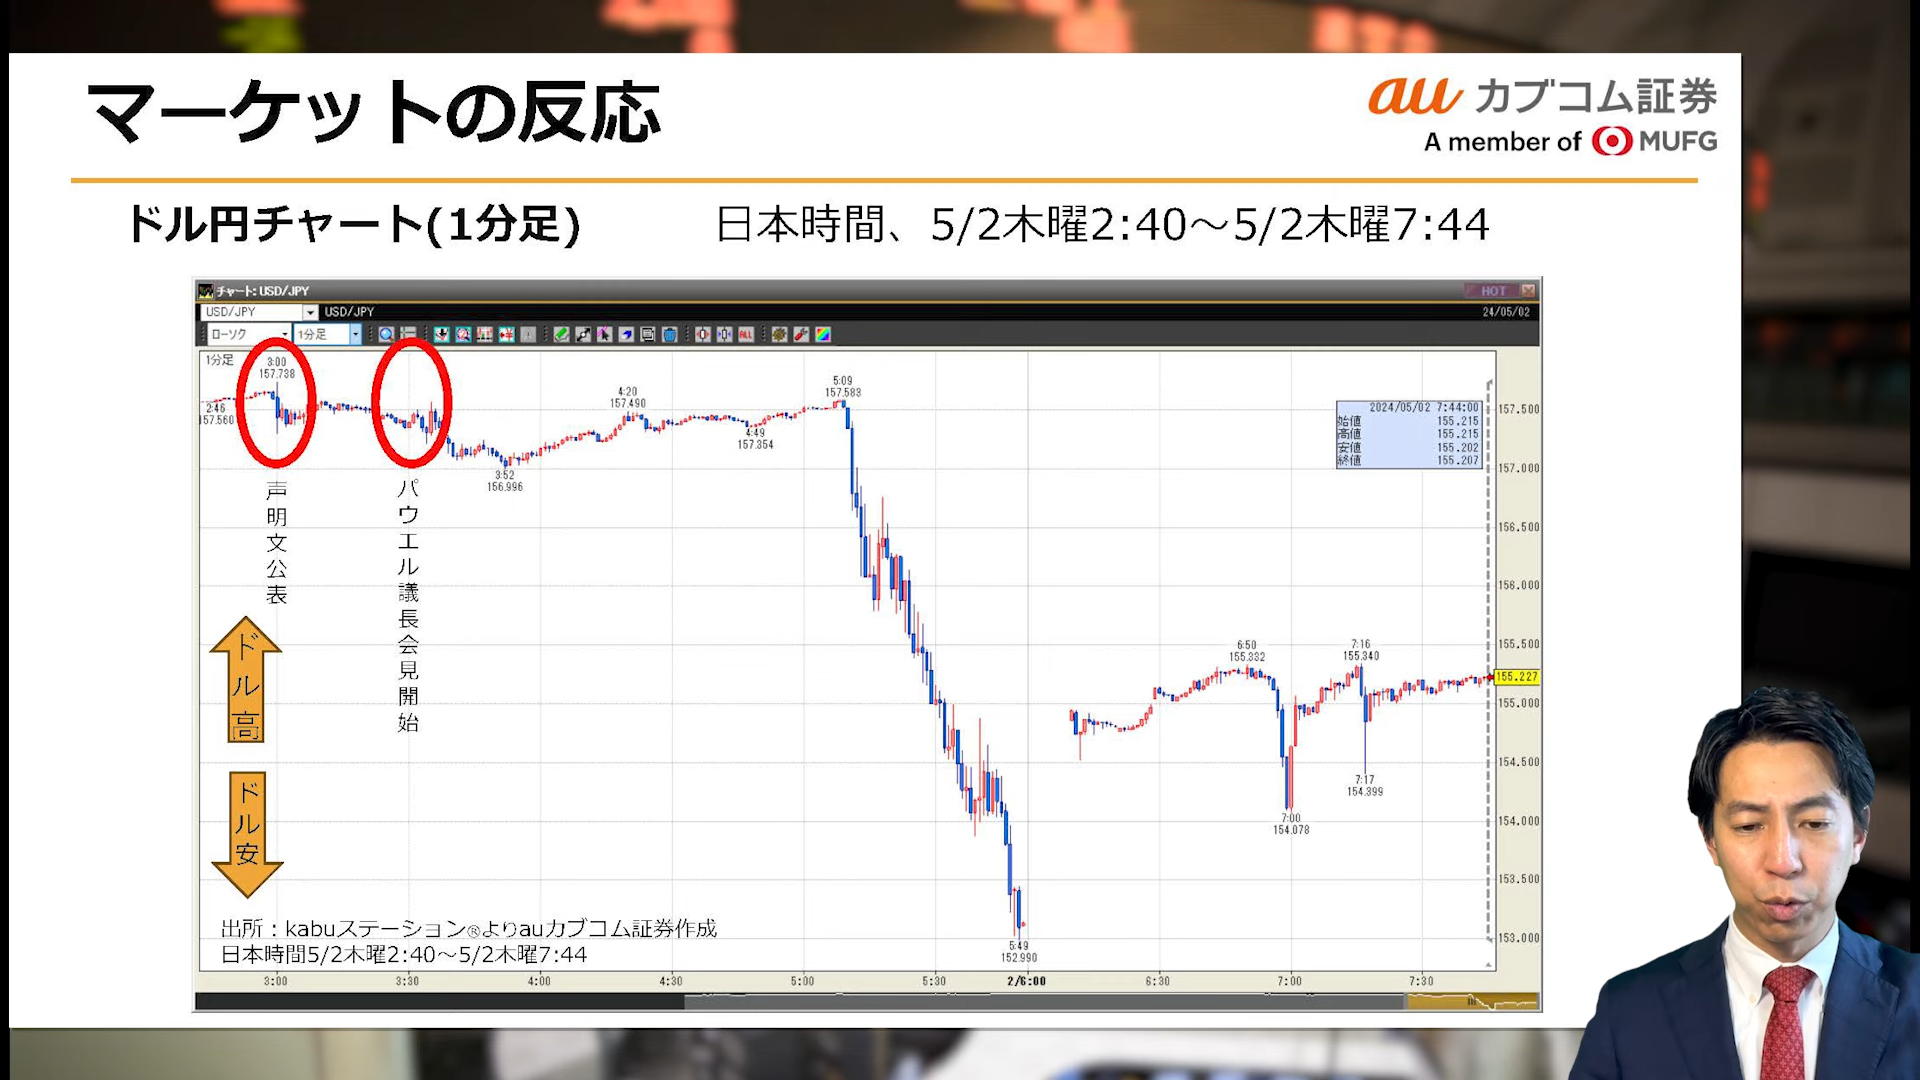 マーケットの反応
au カブコム証券
A member of MUFG
ドル円チャート(1分足)
日本時間、5/2木曜2:40～5/2木曜7:44
チャート: USD/JPY
HOT
USD/JPY
USD/JPY
24/05/02
ローソク
1分足
ALL
1分足
3:00
157.738
2:46
157.560
4:20
157.490
5:09
157.583
4:49
157.354
3:52
156.996
2024/05/02 7:44:00
始値 155.215
高値 155.215
安値 155.202
終値 155.207
157.500
157.000
156.500
156.000
155.500
155.227
155.000
154.500
154.000
153.500
153.000
声明文公表
パウエル議長会見開始
ドル高
ドル安
6:50
155.332
7:16
155.340
7:17
154.399
7:00
154.078
5:49
152.990
出所：kabuステーション®よりauカブコム証券作成
日本時間5/2木曜2:40～5/2木曜7:44
3:00
3:30
4:00
4:30
5:00
5:30
2/6:00
6:30
7:00
7:30